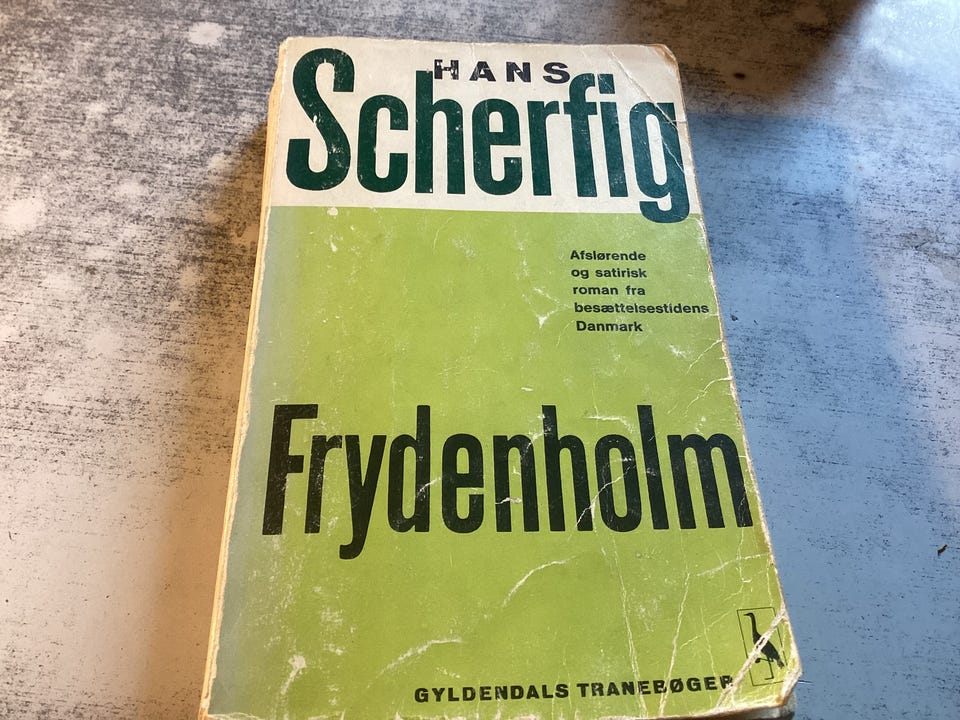 HANS
Scherfig
Afslørende
og satirisk
roman fra
besættelsestidens
Danmark
Frydenholm
GYLDENDALS TRANEBØGER